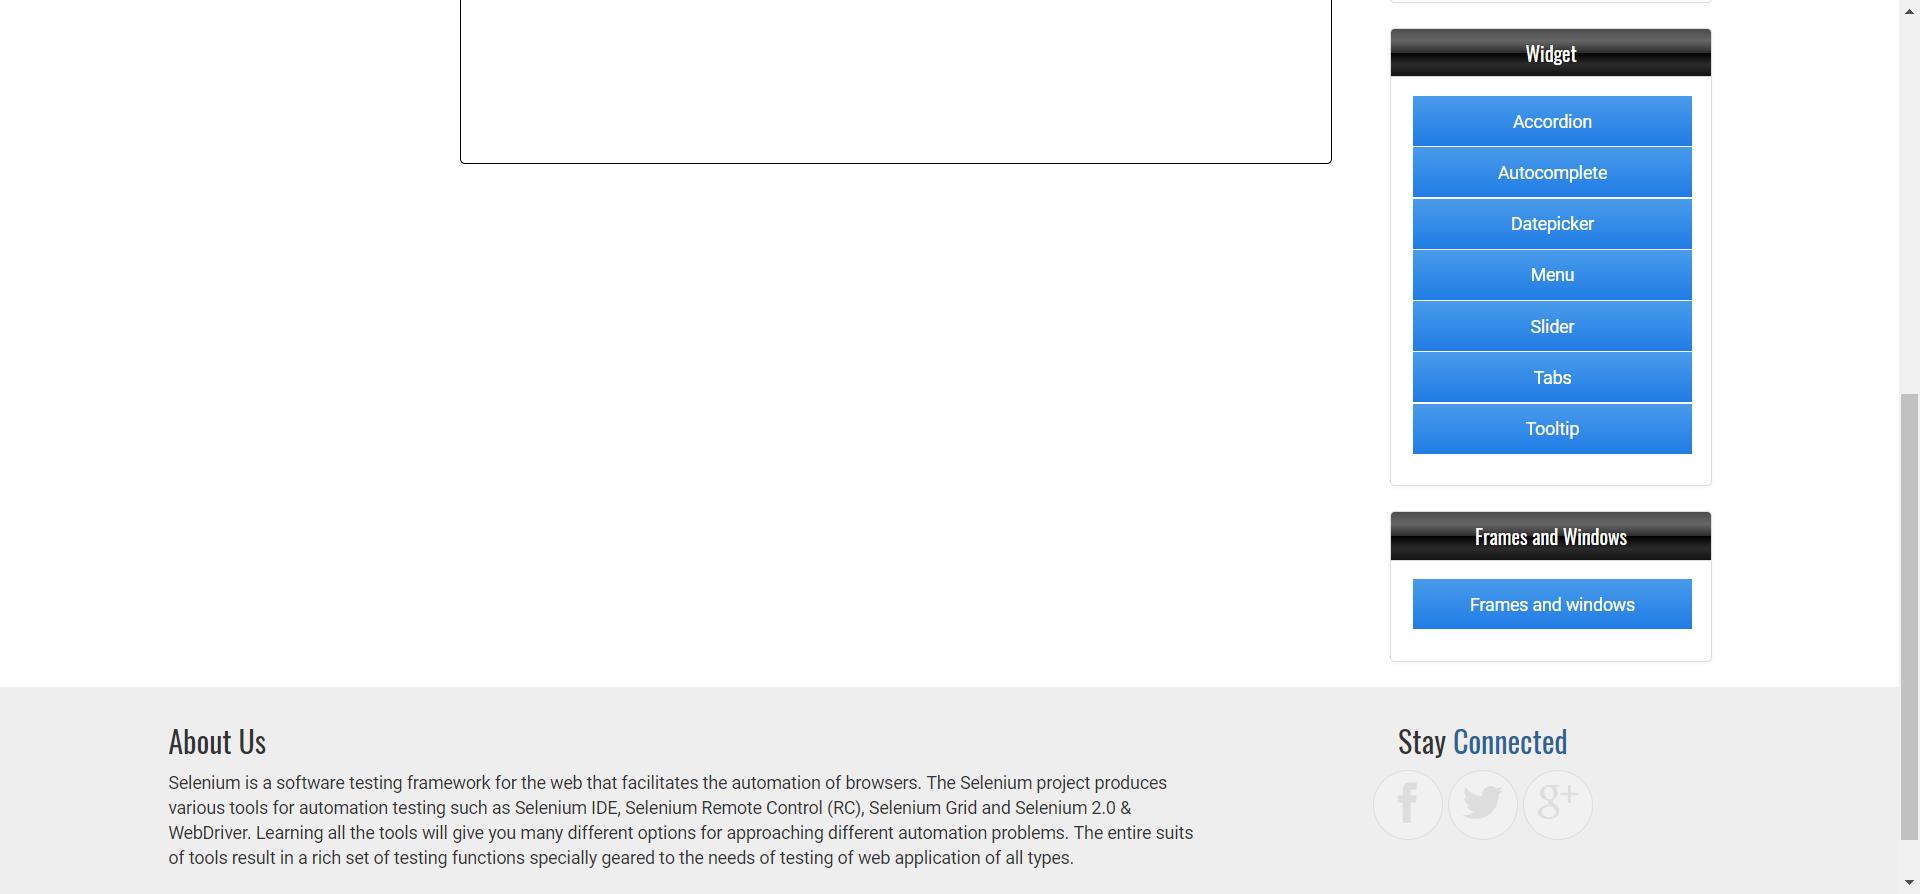 Widget
Accordion
Autocomplete
Datepicker
Menu
Slider
Tabs
Tooltip
Frames and Windows
Frames and windows
About Us
Selenium is a software testing framework for the web that facilitates the automation of browsers. The Selenium project produces
various tools for automation testing such as Selenium IDE, Selenium Remote Control (RC), Selenium Grid and Selenium 2.0 &
WebDriver. Learning all the tools will give you many different options for approaching different automation problems. The entire suits
of tools result in a rich set of testing functions specially geared to the needs of testing of web application of all types.
Stay Connected